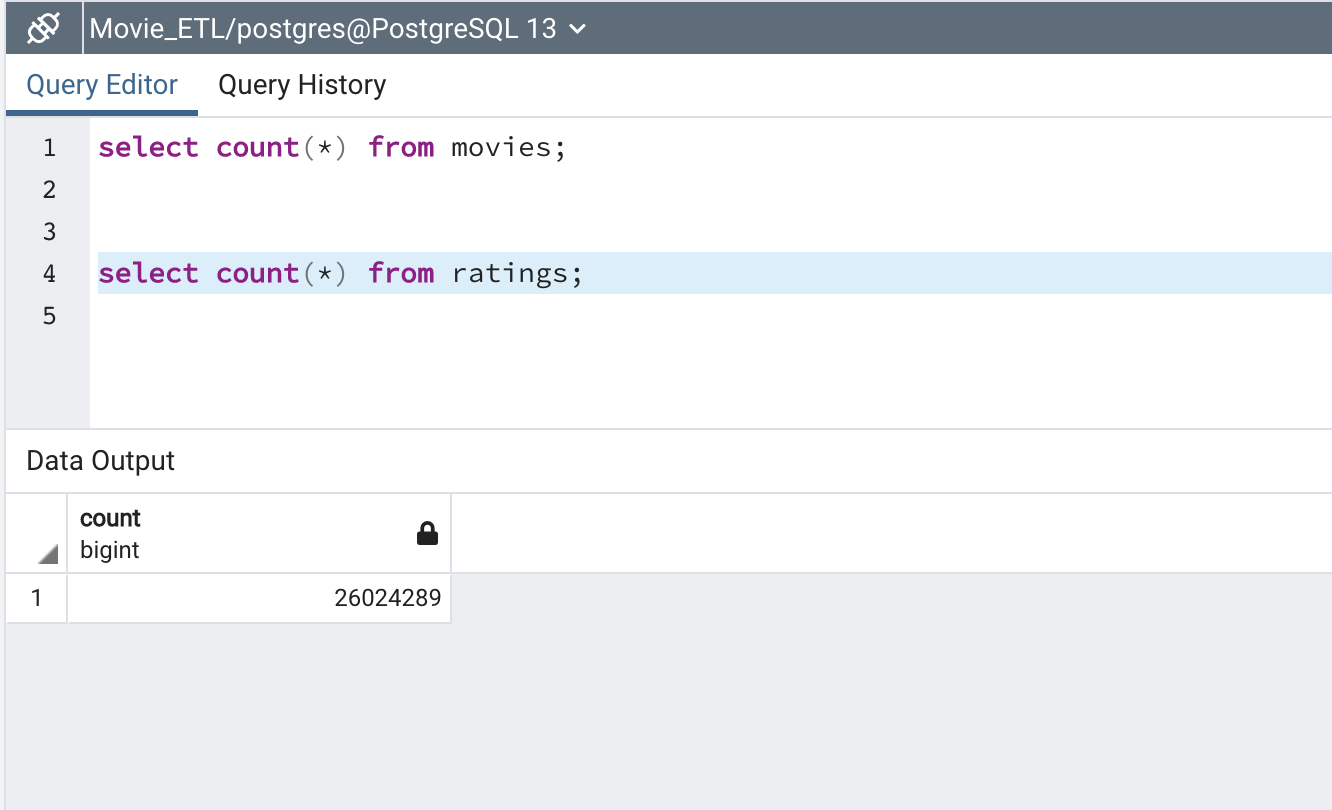 Movie_ETL/postgres@PostgreSQL 13
Query Editor Query History
1 select count(*) from movies;
2
3
4 select count(*) from ratings;
5
Data Output
count
bigint
1 26024289